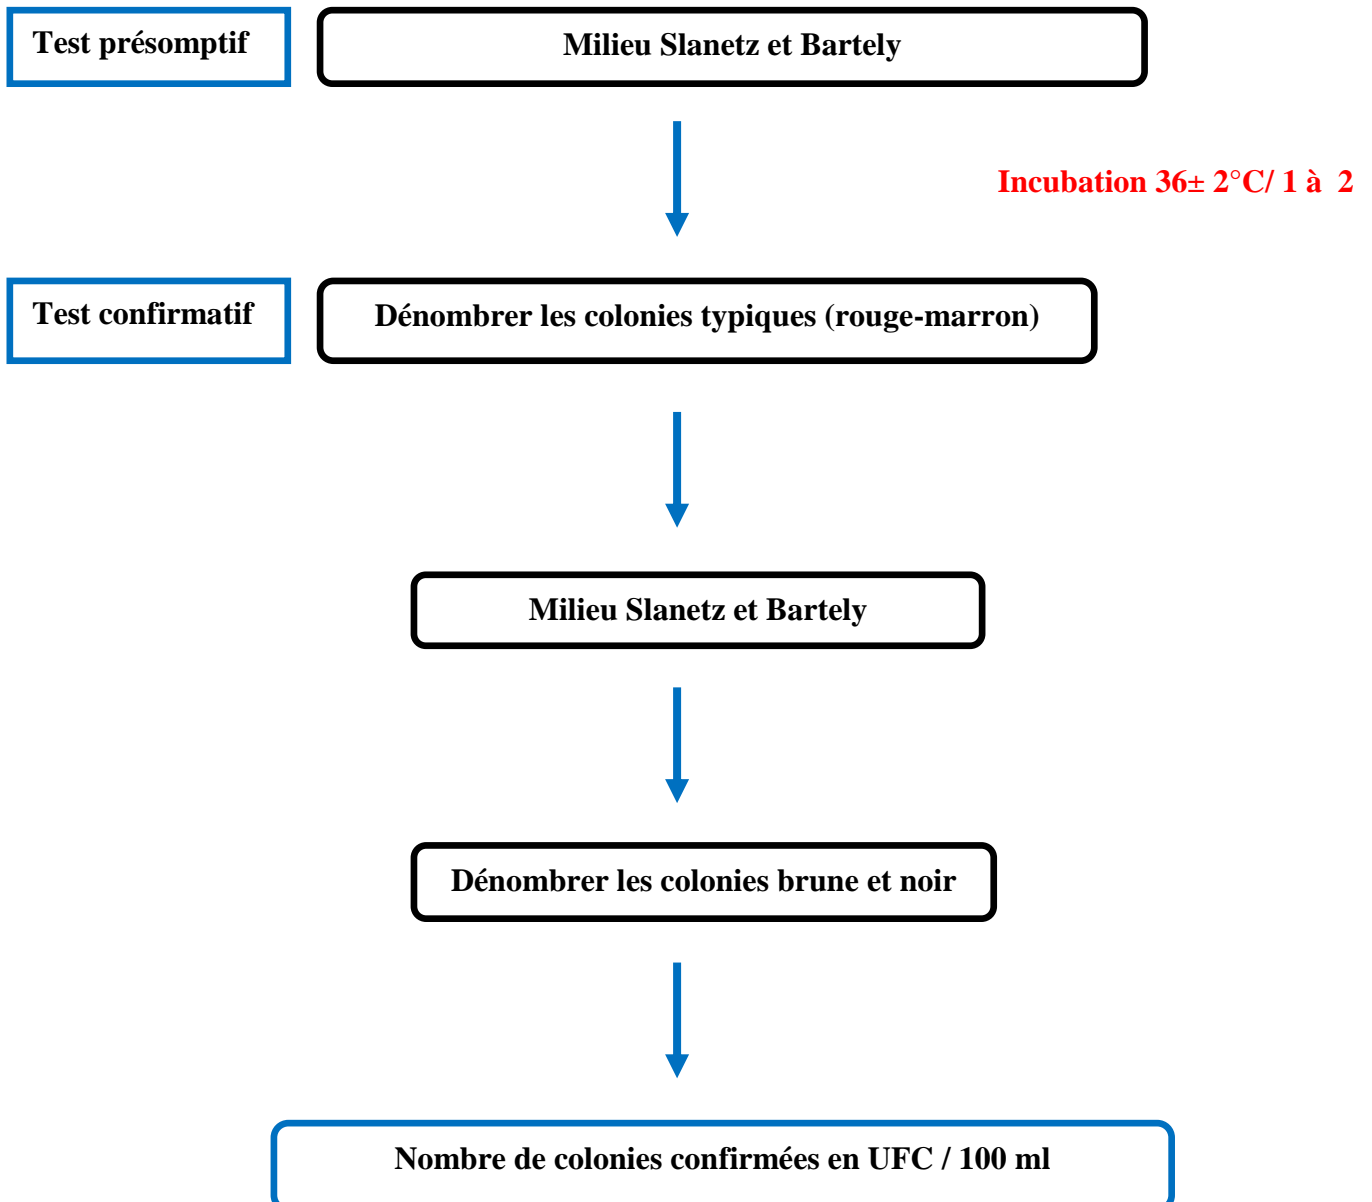 Test présomptif
Milieu Slanetz et Bartely
Incubation 36± 2°C/ 1 à 2
Test confirmatif
Dénombrer les colonies typiques (rouge-marron)
Milieu Slanetz et Bartely
Dénombrer les colonies brune et noir
Nombre de colonies confirmées en UFC / 100 ml